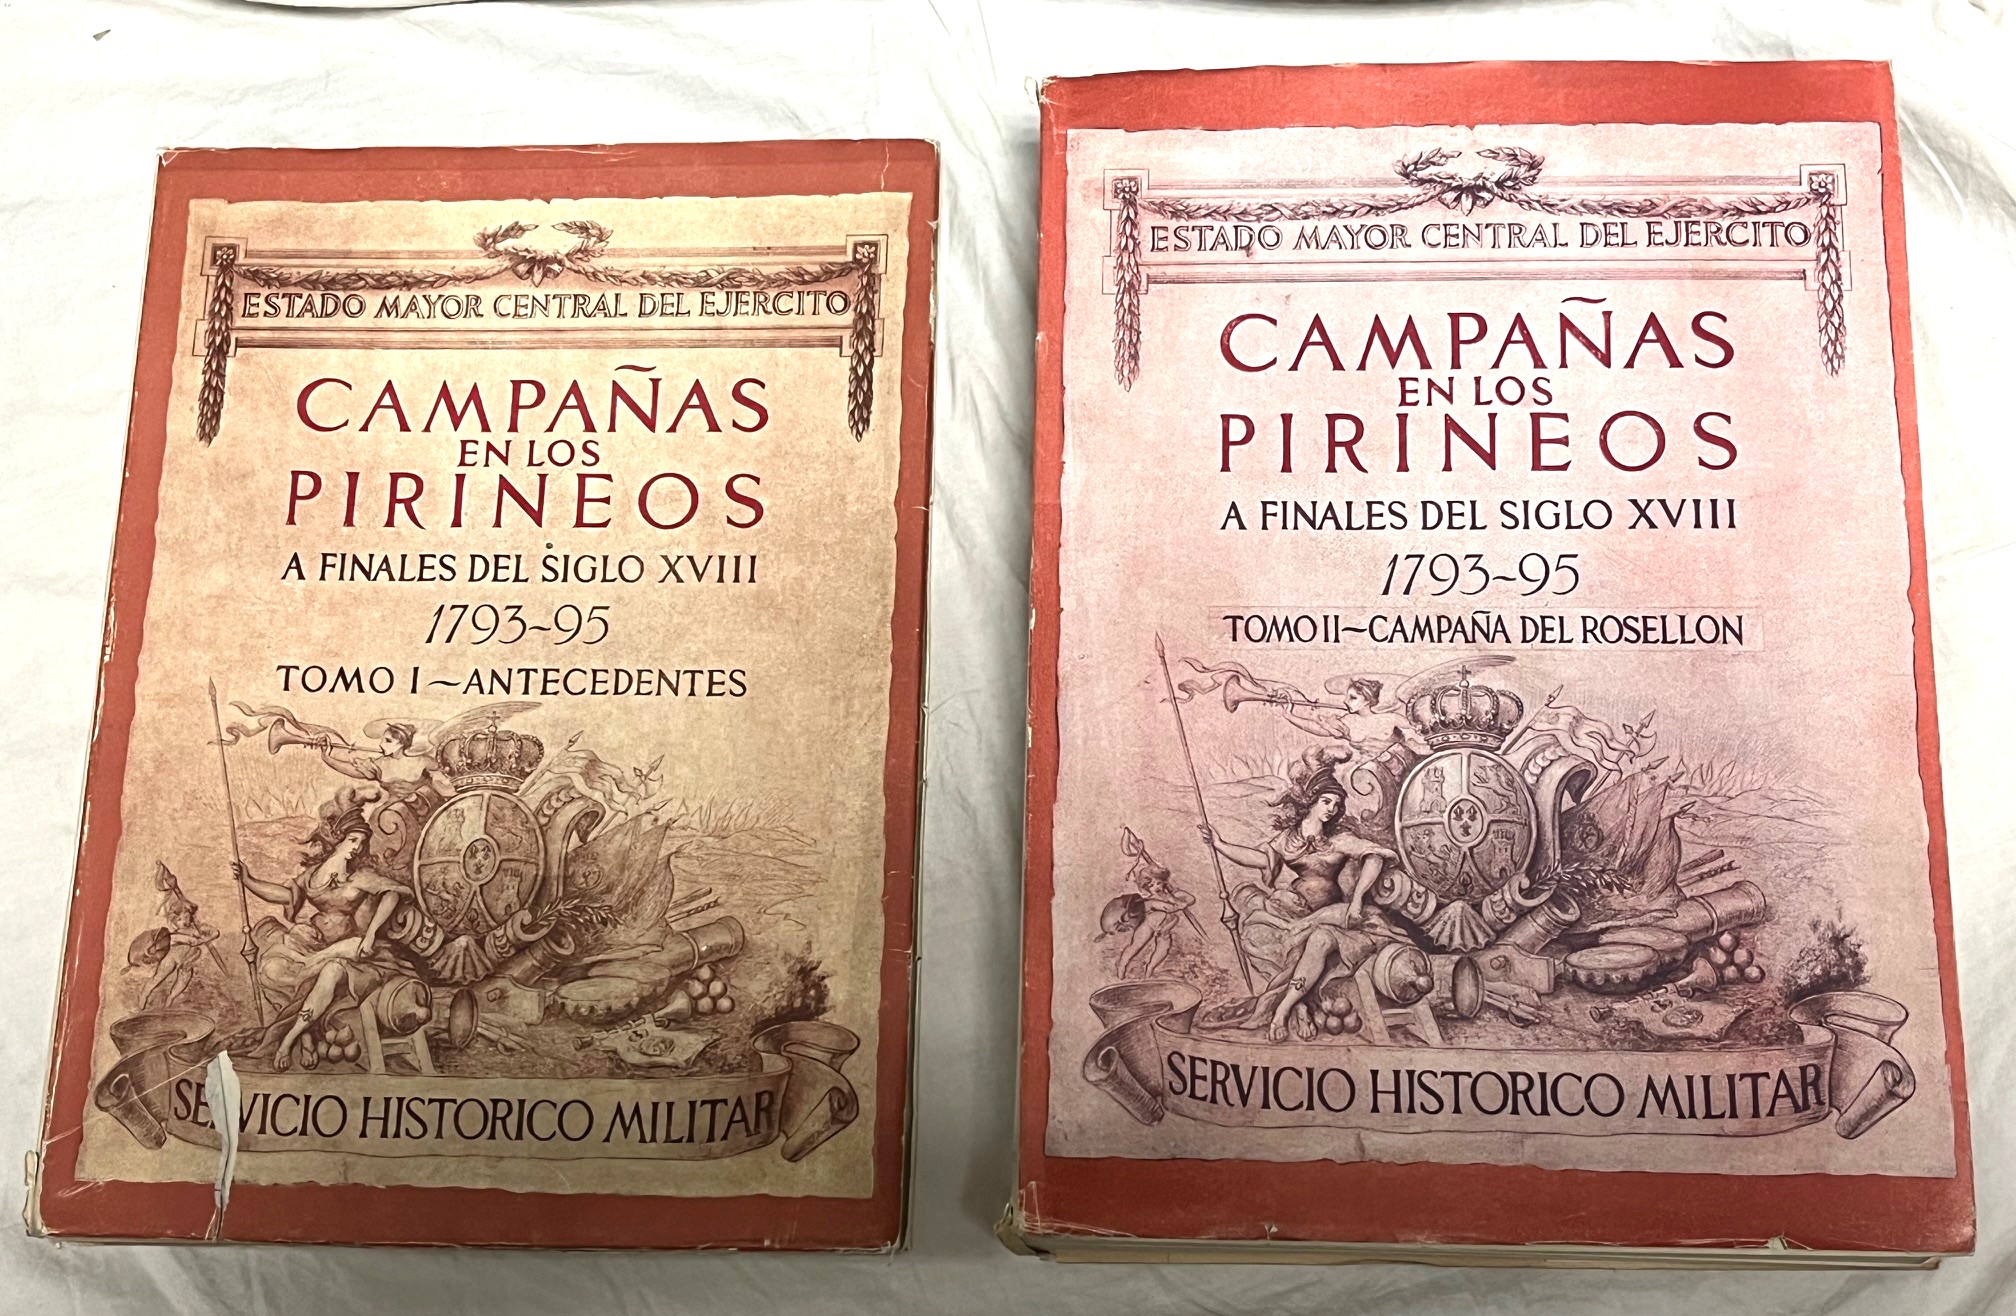 ESTADO MAYOR CENTRAL DEL EJERCITO
CAMPAÑAS
EN LOS
PIRINEOS
A FINALES DEL SIGLO XVIII
1793-95
TOMO I-ANTECEDENTES
SERVICIO HISTORICO MILITAR
ESTADO MAYOR CENTRAL DEL EJERCITO
CAMPAÑAS
EN LOS
PIRINEOS
A FINALES DEL SIGLO XVIII
1793-95
TOMO II-CAMPAÑA DEL ROSELLON
SERVICIO HISTORICO MILITAR